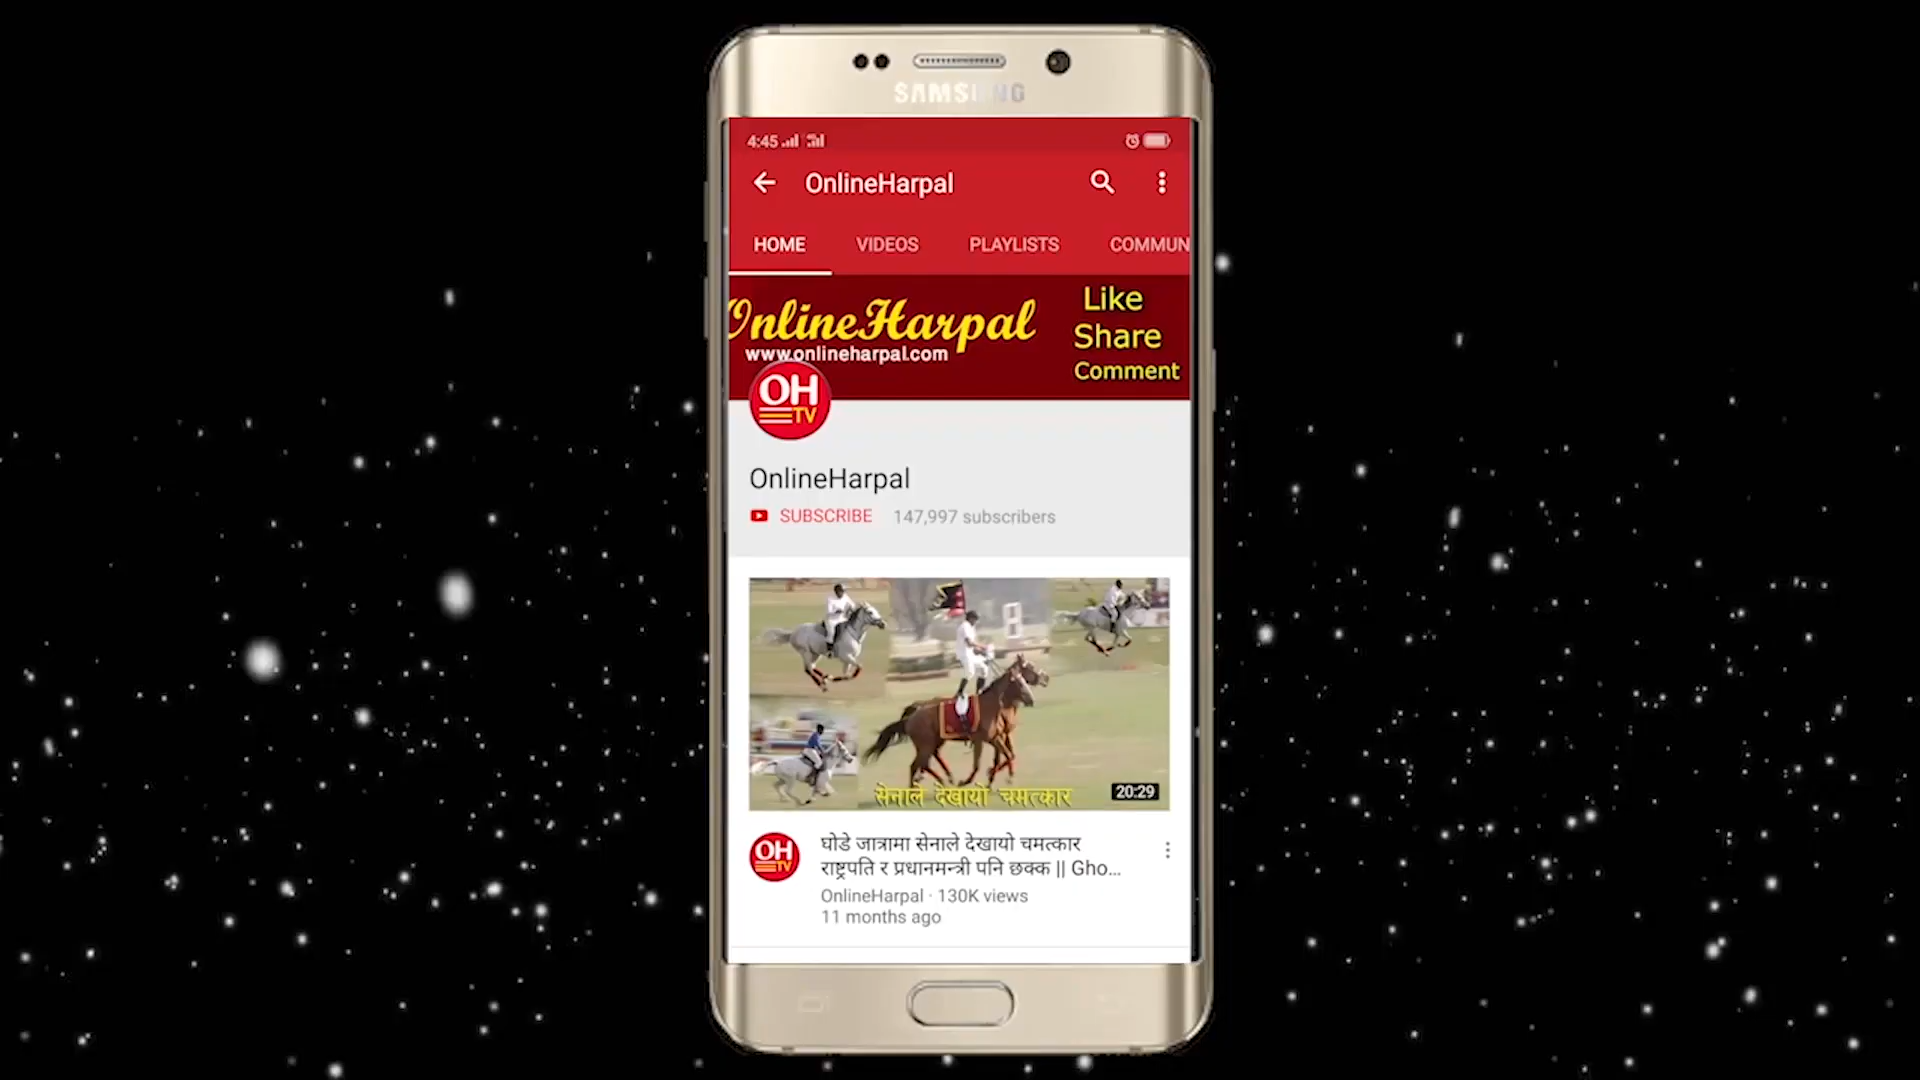 SAMSUNG
4:45
OnlineHarpal
HOME VIDEOS PLAYLISTS COMMUN
OnlineHarpal
www.onlineharpal.com
Like
Share
Comment
OH
TV
OnlineHarpal
SUBSCRIBE 147,997 subscribers
सेनाले देखायो चमत्कार
20:29
OH
TV
घोडे जात्रामा सेनाले देखायो चमत्कार
राष्ट्रपति र प्रधानमन्त्री पनि छक्क || Gho...
OnlineHarpal · 130K views
11 months ago